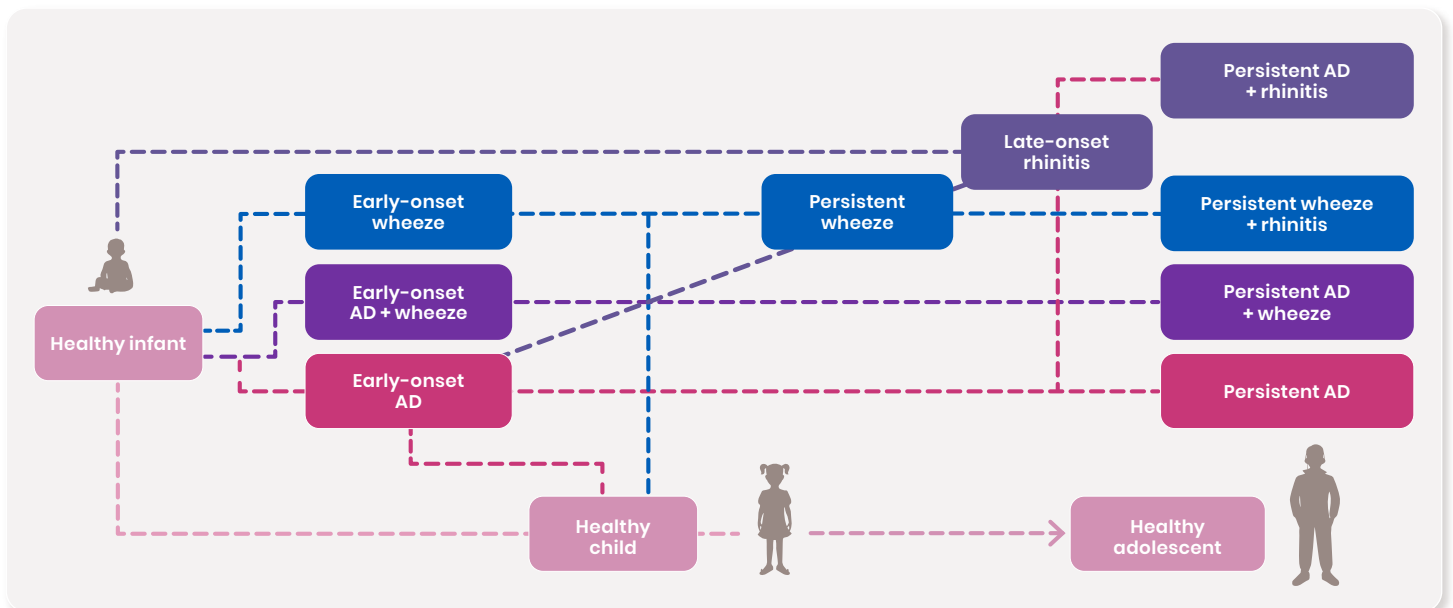 Persistent AD
+ rhinitis
Late-onset
rhinitis
Early-onset
wheeze
Persistent
wheeze
Persistent wheeze
+ rhinitis
Early-onset
AD + wheeze
Persistent AD
+ wheeze
Healthy infant
Early-onset
AD
Persistent AD
Healthy
child
Healthy
adolescent